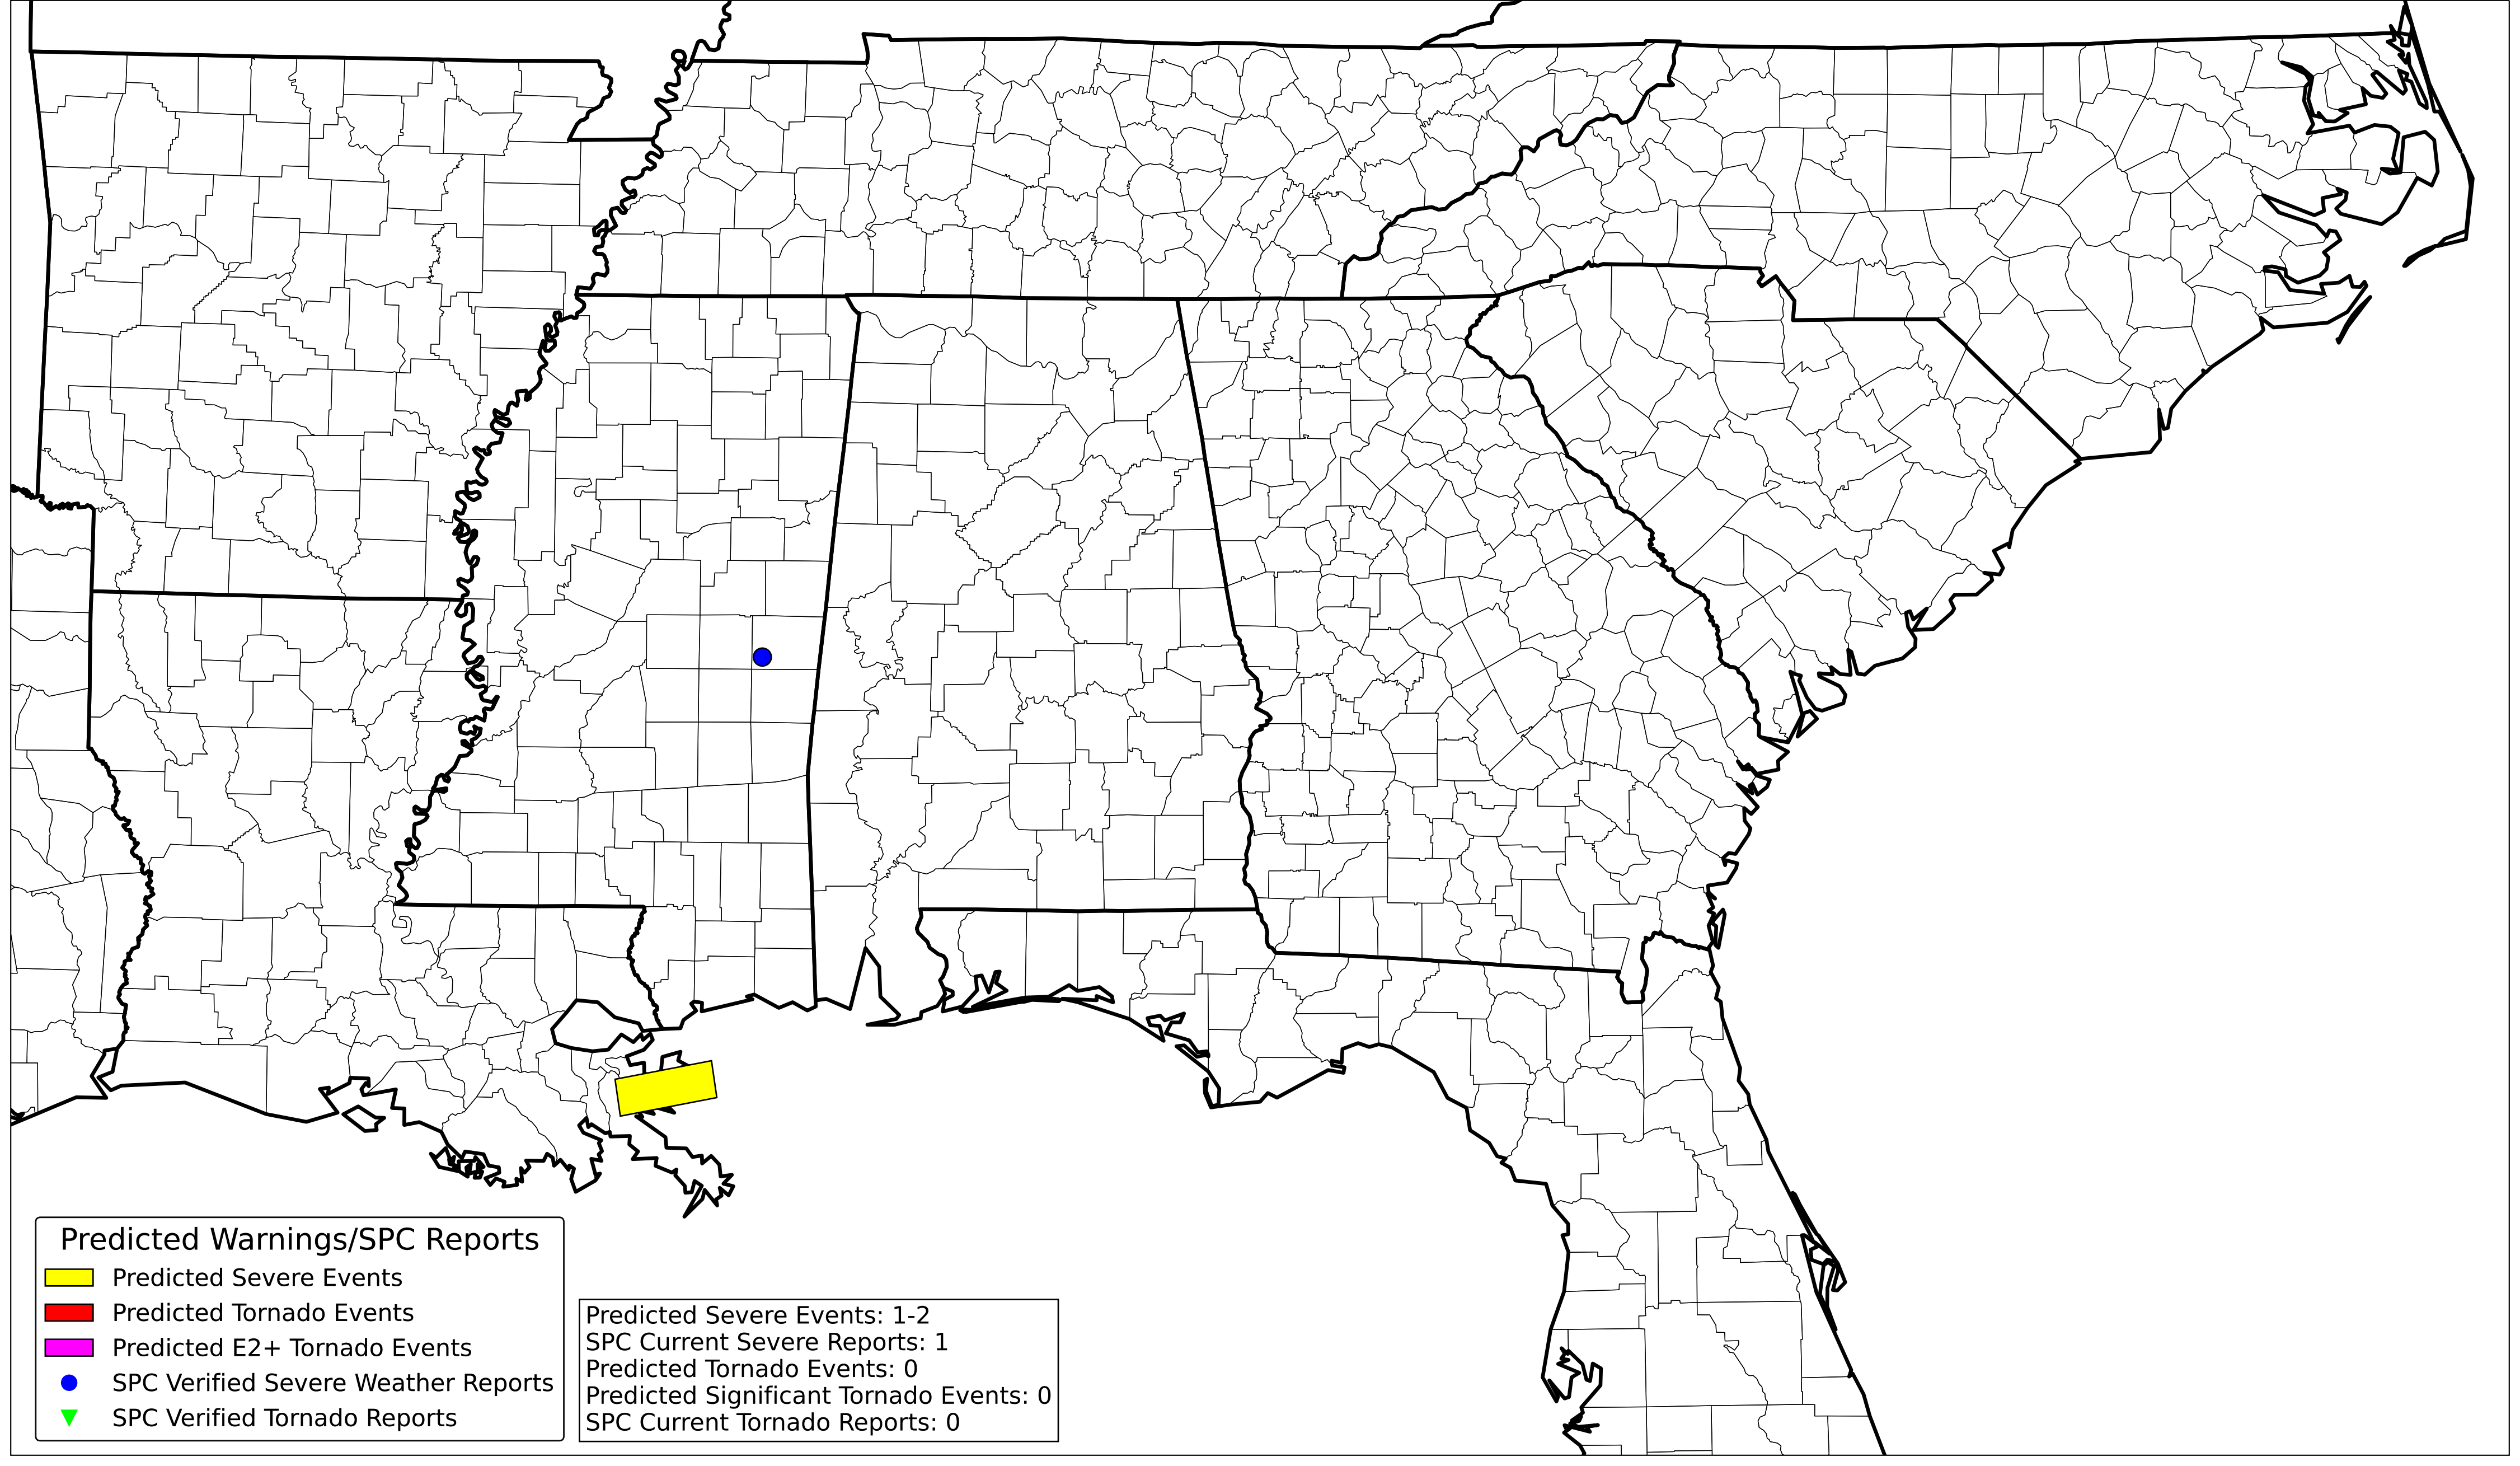 Predicted Warnings/SPC Reports
Predicted Severe Events
Predicted Tornado Events
Predicted E2+ Tornado Events
SPC Verified Severe Weather Reports
SPC Verified Tornado Reports
Predicted Severe Events: 1-2
SPC Current Severe Reports: 1
Predicted Tornado Events: 0
Predicted Significant Tornado Events: 0
SPC Current Tornado Reports: 0